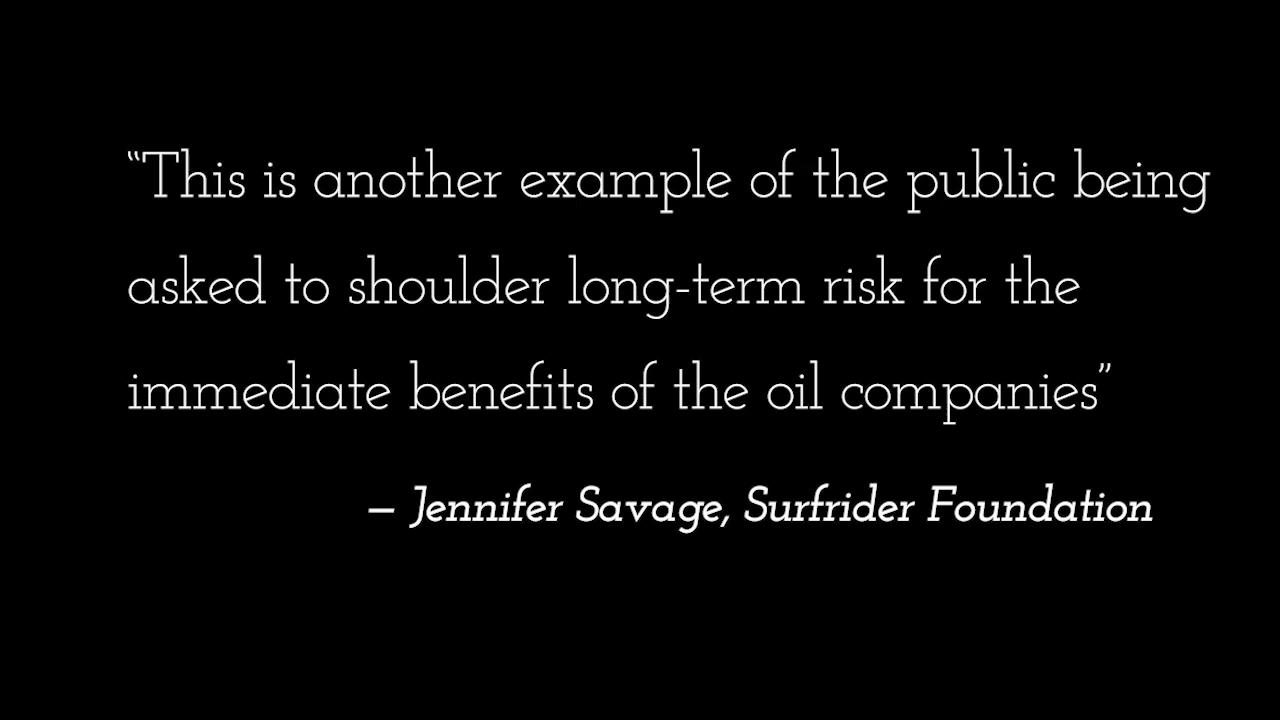 “This is another example of the public being
asked to shoulder long-term risk for the
immediate benefits of the oil companies”
– Jennifer Savage, Surfrider Foundation